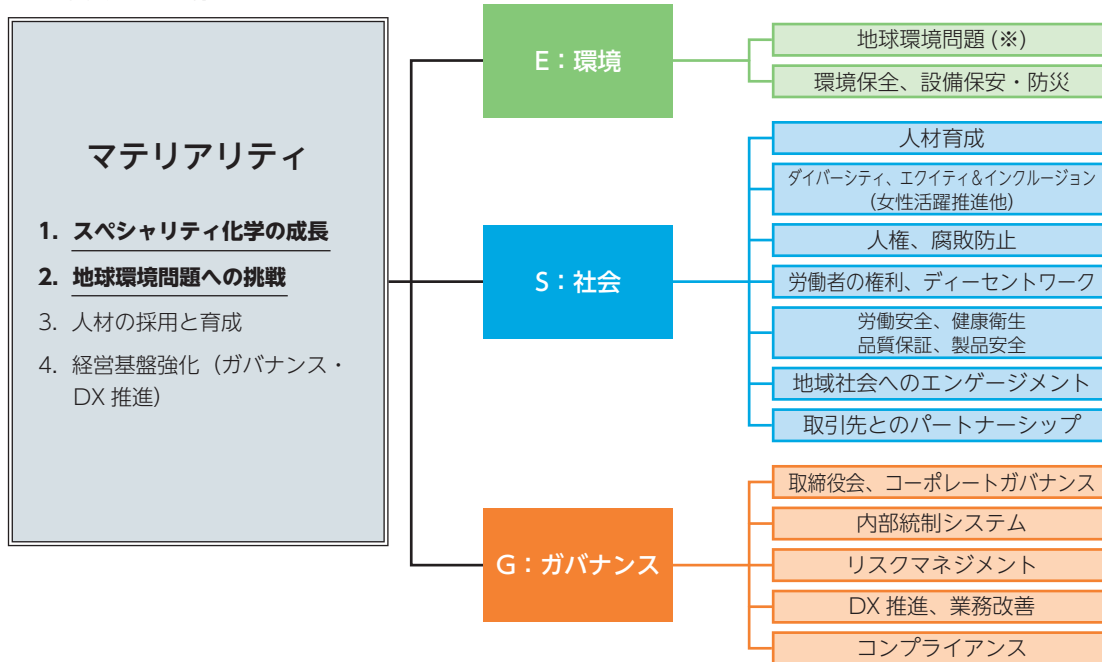 マテリアリティ
1. スペシャリティ化学の成長
2. 地球環境問題への挑戦
3. 人材の採用と育成
4. 経営基盤強化（ガバナンス・
DX 推進）
E：環境
地球環境問題 (※)
環境保全、設備保安・防災
S：社会
人材育成
ダイバーシティ、エクイティ＆インクルージョン
（女性活躍推進他）
人権、腐敗防止
労働者の権利、ディーセントワーク
労働安全、健康衛生
品質保証、製品安全
地域社会へのエンゲージメント
取引先とのパートナーシップ
G：ガバナンス
取締役会、コーポレートガバナンス
内部統制システム
リスクマネジメント
DX 推進、業務改善
コンプライアンス